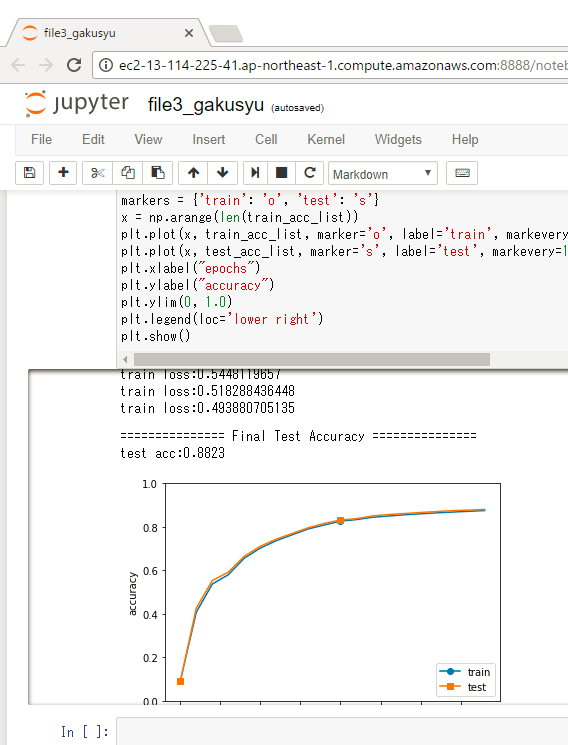 file3_gakusyu
ec2-13-114-225-41.ap-northeast-1.compute.amazonaws.com:8888/noteb
jupyter file3_gakusyu (autosaved)
File Edit View Insert Cell Kernel Widgets Help
Markdown
markers = {'train': 'o', 'test': 's'}
x = np.arange(len(train_acc_list))
plt.plot(x, train_acc_list, marker='o', label='train', markevery
plt.plot(x, test_acc_list, marker='s', label='test', markevery=1
plt.xlabel("epochs")
plt.ylabel("accuracy")
plt.ylim(0, 1.0)
plt.legend(loc='lower right')
plt.show()
train loss:0.5448119657
train loss:0.518288436448
train loss:0.493880705135
=============== Final Test Accuracy ===============
test acc:0.8823
1.0
0.8
0.6
0.4
0.2
0.0
accuracy
train
test
In [ ]: